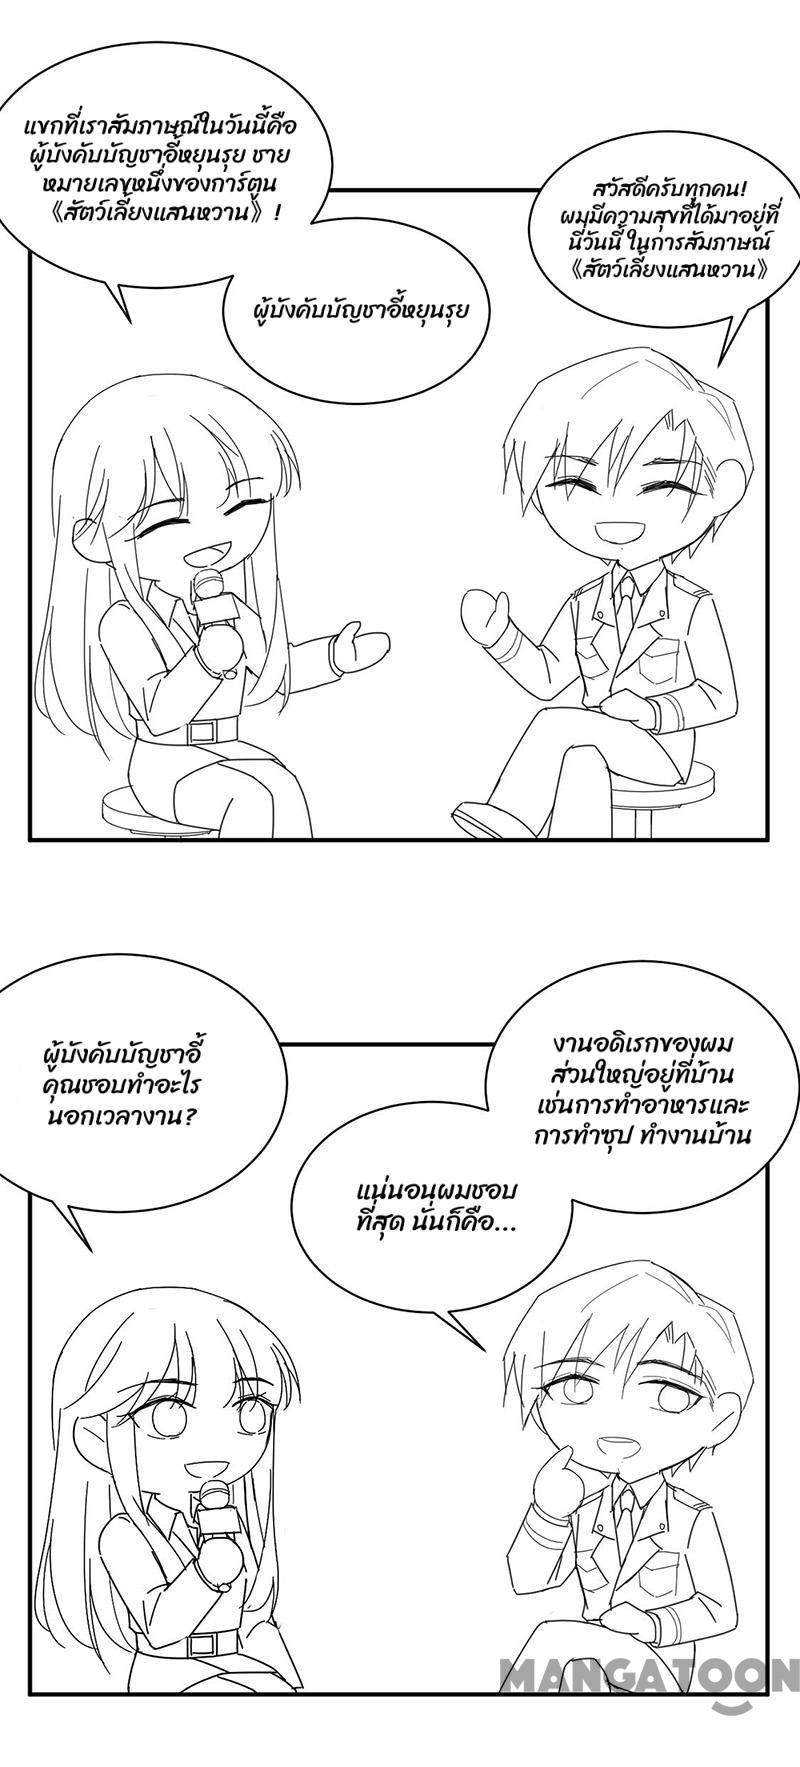 แขกที่เราสัมภาษณ์ในวันนี้คือ
ผู้บังคับบัญชาอี้หยุนรุย ชาย
หมายเลขหนึ่งของการ์ตูน
《สัตว์เลี้ยงแสนหวาน》!
ผู้บังคับบัญชาอี้หยุนรุย
สวัสดีครับทุกคน!
ผมมีความสุขที่ได้มาอยู่ที่
นี่วันนี้ ในการสัมภาษณ์
《สัตว์เลี้ยงแสนหวาน》
ผู้บังคับบัญชาอี้
คุณชอบทำอะไร
นอกเวลางาน?
งานอดิเรกของผม
ส่วนใหญ่อยู่ที่บ้าน
เช่นการทำอาหารและ
การทำซุป ทำงานบ้าน
แน่นอนผมชอบ
ที่สุด นั่นก็คือ...
MANGATOON